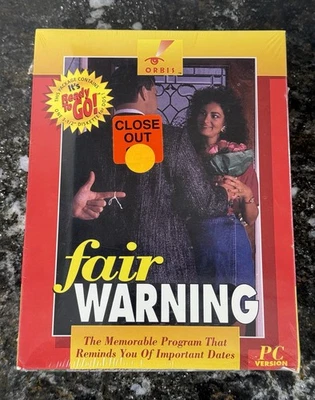 ORBIS
It's
Ready
to
GO!
CLOSE
OUT
fair
WARNING
The Memorable Program That
Reminds You Of Important Dates
PC
VERSION